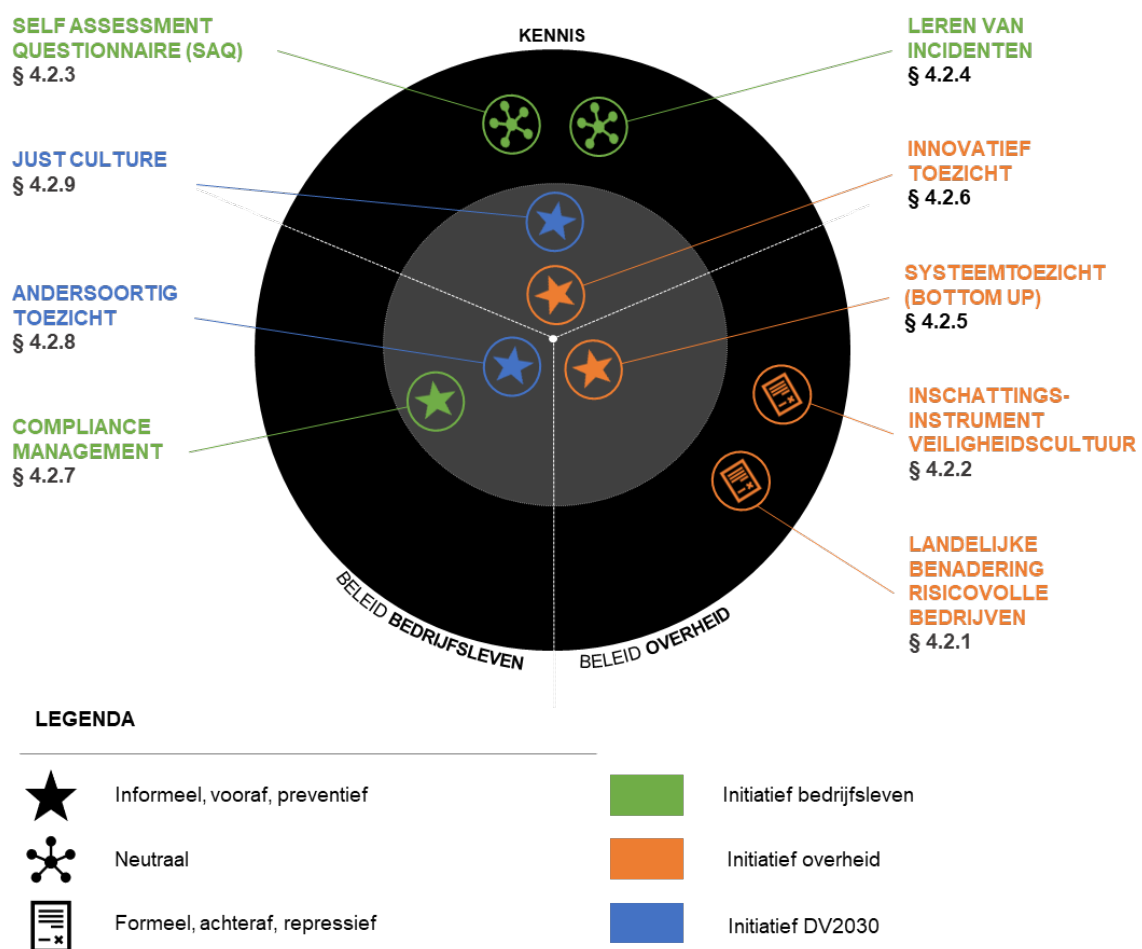 SELF ASSESSMENT
QUESTIONNAIRE (SAQ)
§ 4.2.3
JUST CULTURE
§ 4.2.9
ANDERSOORTIG
TOEZICHT
§ 4.2.8
COMPLIANCE
MANAGEMENT
§ 4.2.7
KENNIS
BELEID BEDRIJFSLEVEN
BELEID OVERHEID
LEREN VAN
INCIDENTEN
§ 4.2.4
INNOVATIEF
TOEZICHT
§ 4.2.6
SYSTEEMTOEZICHT
(BOTTOM UP)
§ 4.2.5
INSCHATTINGS-
INSTRUMENT
VEILIGHEIDSCULTUUR
§ 4.2.2
LANDELIJKE
BENADERING
RISICOVOLLE
BEDRIJVEN
§ 4.2.1
LEGENDA
Informeel, vooraf, preventief
Neutraal
Formeel, achteraf, repressief
Initiatief bedrijfsleven
Initiatief overheid
Initiatief DV2030